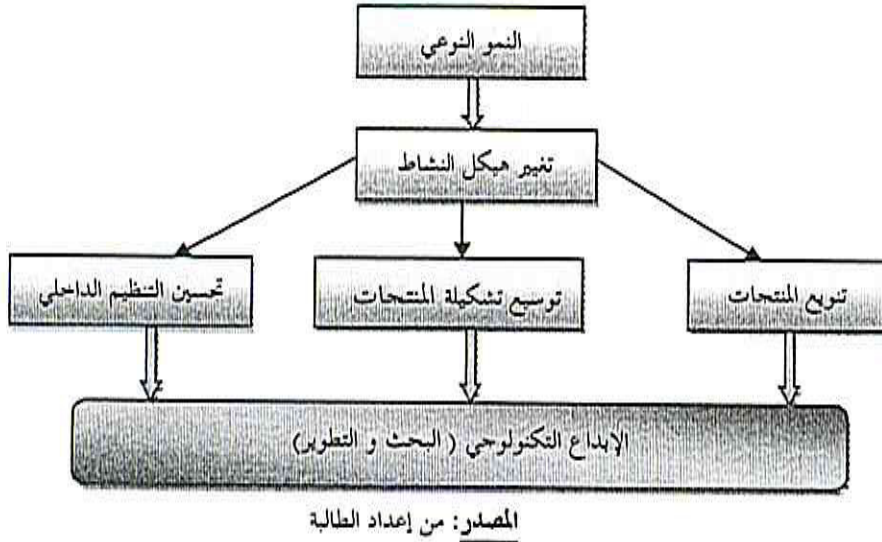 النمو النوعي
تغيير هيكل النشاط
تنويع المنتجات
توسيع تشكيلة المنتجات
تحسين التنظيم الداخلي
الإبداع التكنولوجي ( البحث و التطوير)
المصدر: من إعداد الطالبة